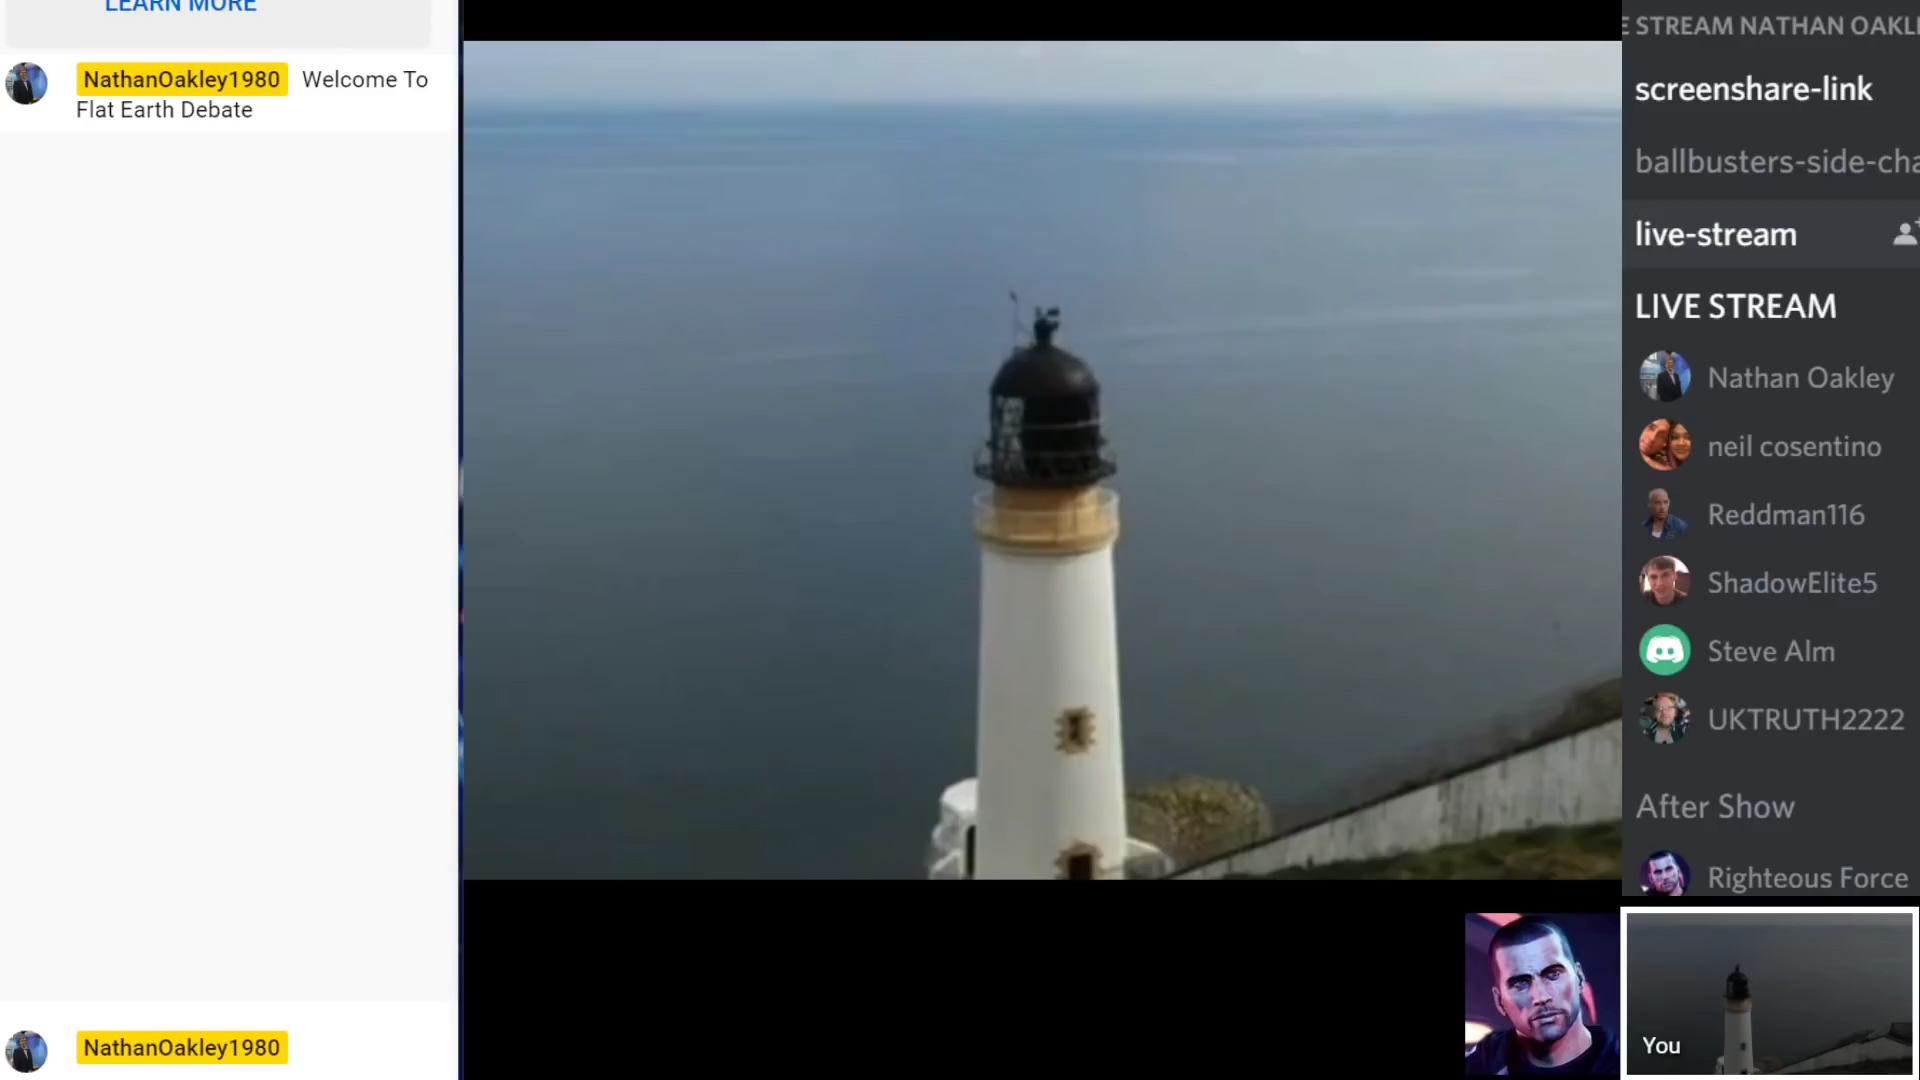 LEARN MORE
NathanOakley1980 Welcome To
Flat Earth Debate
NathanOakley1980
E STREAM NATHAN OAKL
screenshare-link
ballbusters-side-cha
live-stream
LIVE STREAM
Nathan Oakley
neil cosentino
Reddman116
ShadowElite5
Steve Alm
UKTRUTH2222
After Show
Righteous Force
You